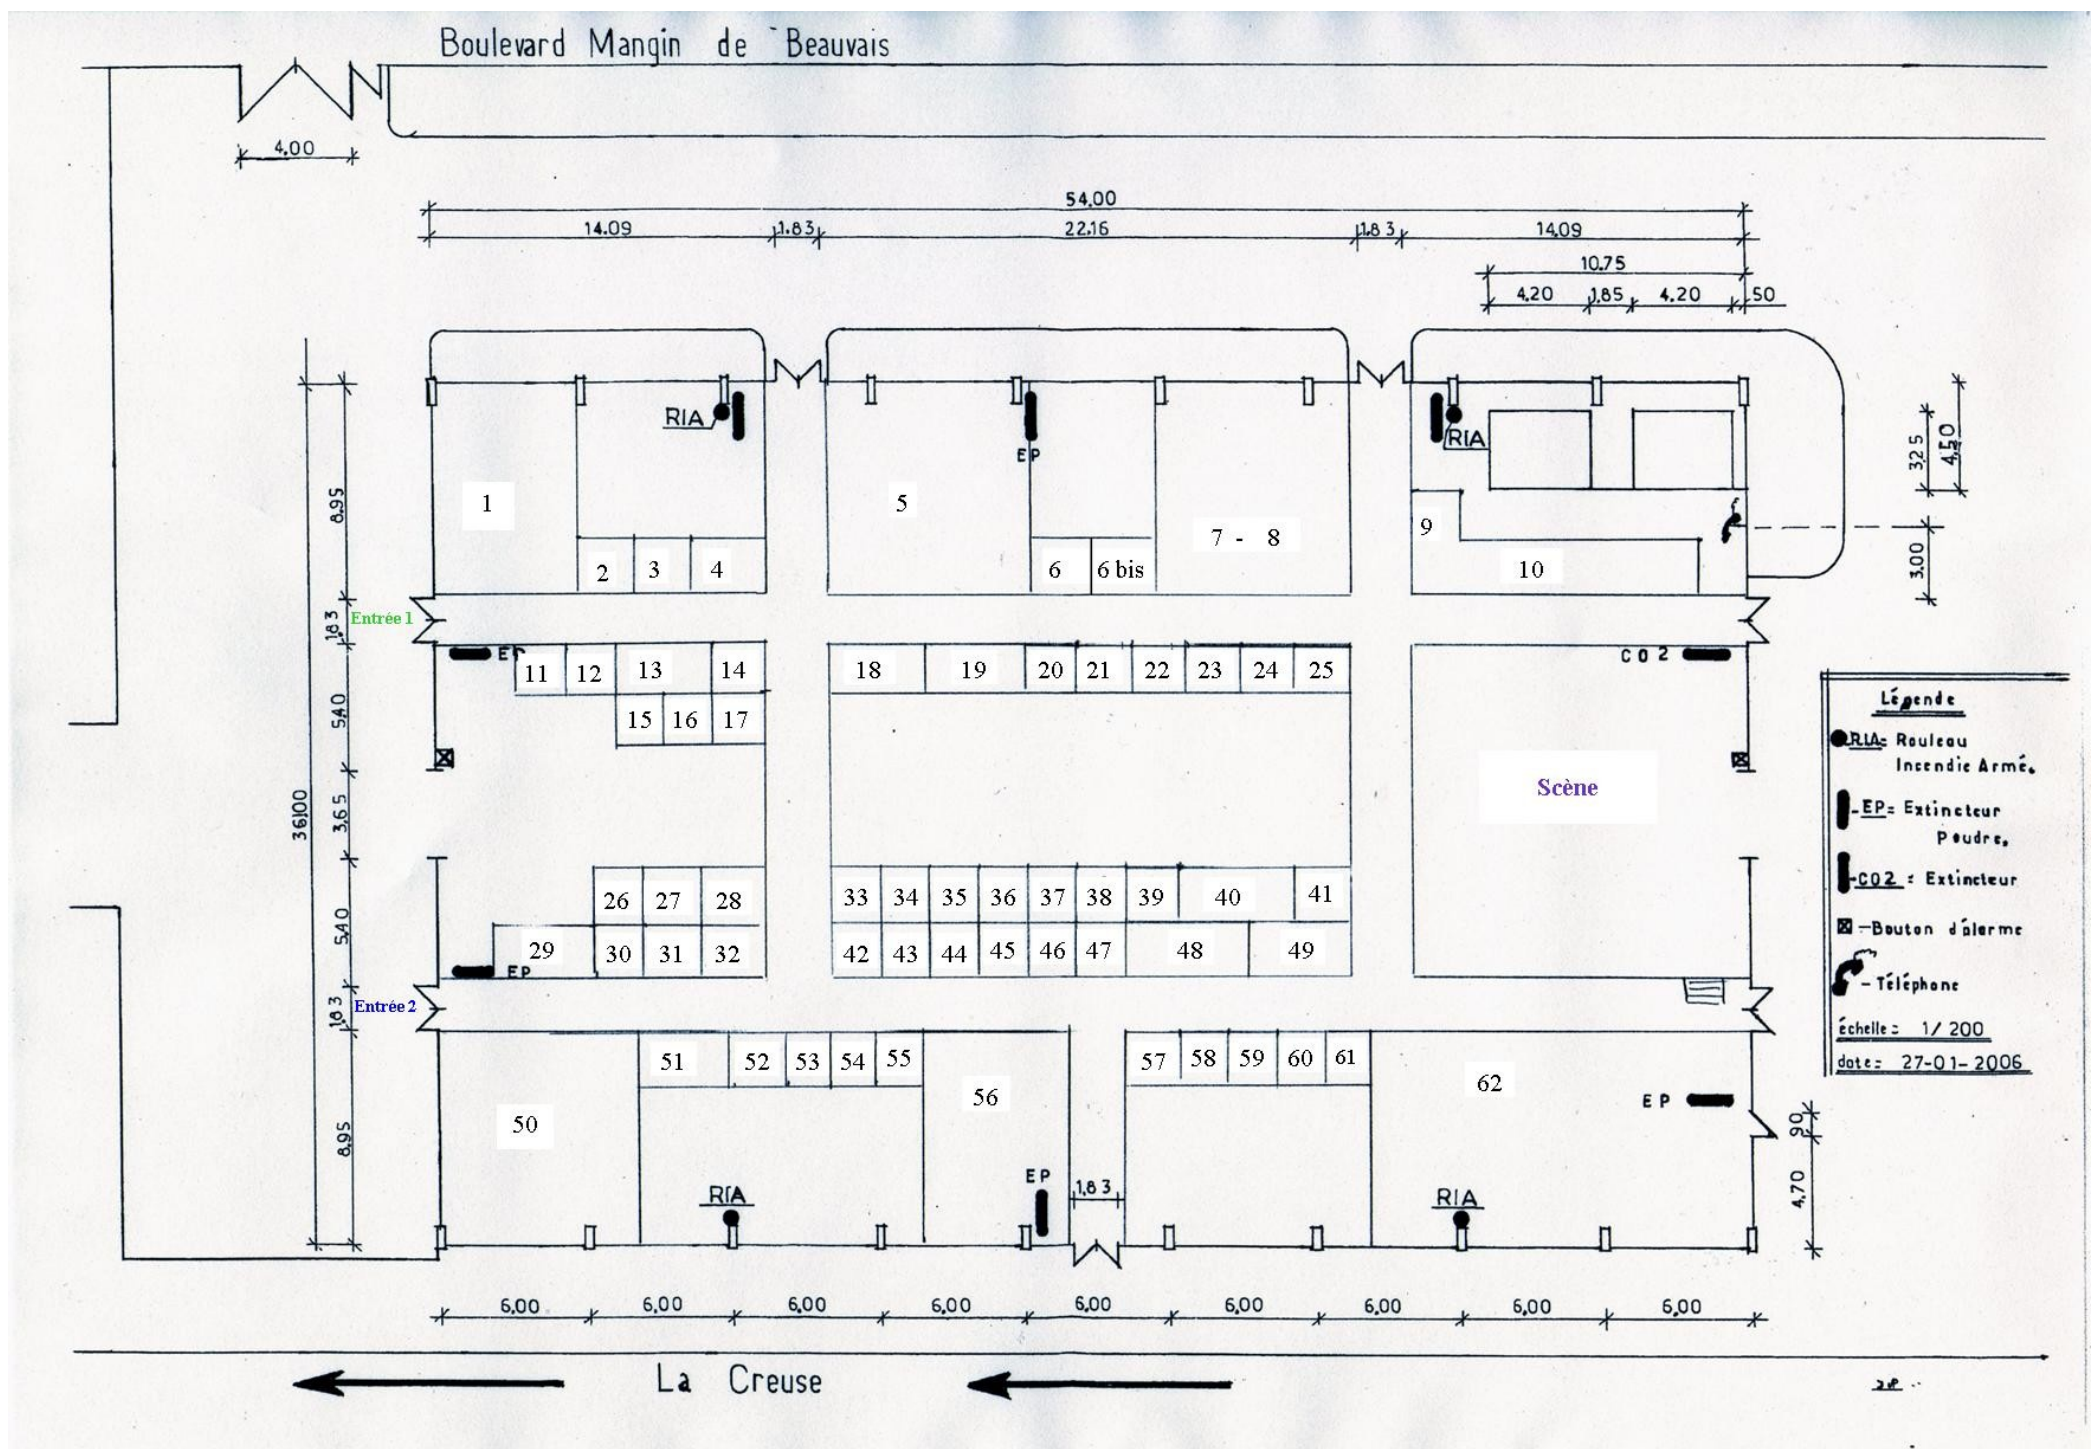 Boulevard Mangin de Beauvais
4.00
54.00
14.09 1.83 22.16 1.83 14.09
10.75
4.20 1.85 4.20 50
RIA
EP
RIA
3.25
4.50
8.95
1
5
7 - 8
9
2 3 4
6 6 bis
10
3.00
1.83
Entrée 1
EP
11 12 13 14
18 19 20 21 22 23 24 25
CO2
15 16 17
5.40
36.00
3.65
Scène
Légende
RIA= Rouleau
Incendie Armé.
EP= Extincteur
Poudre.
CO2 = Extincteur
Bouton d'alarme
Téléphone
échelle = 1/200
date = 27-01-2006
26 27 28
33 34 35 36 37 38 39 40 41
5.40
29 30 31 32
42 43 44 45 46 47 48 49
EP
1.83
Entrée 2
51 52 53 54 55
57 58 59 60 61
50
56
62
EP
90
8.95
4.70
EP
1.83
RIA
RIA
6.00 6.00 6.00 6.00 6.00 6.00 6.00 6.00 6.00
La Creuse